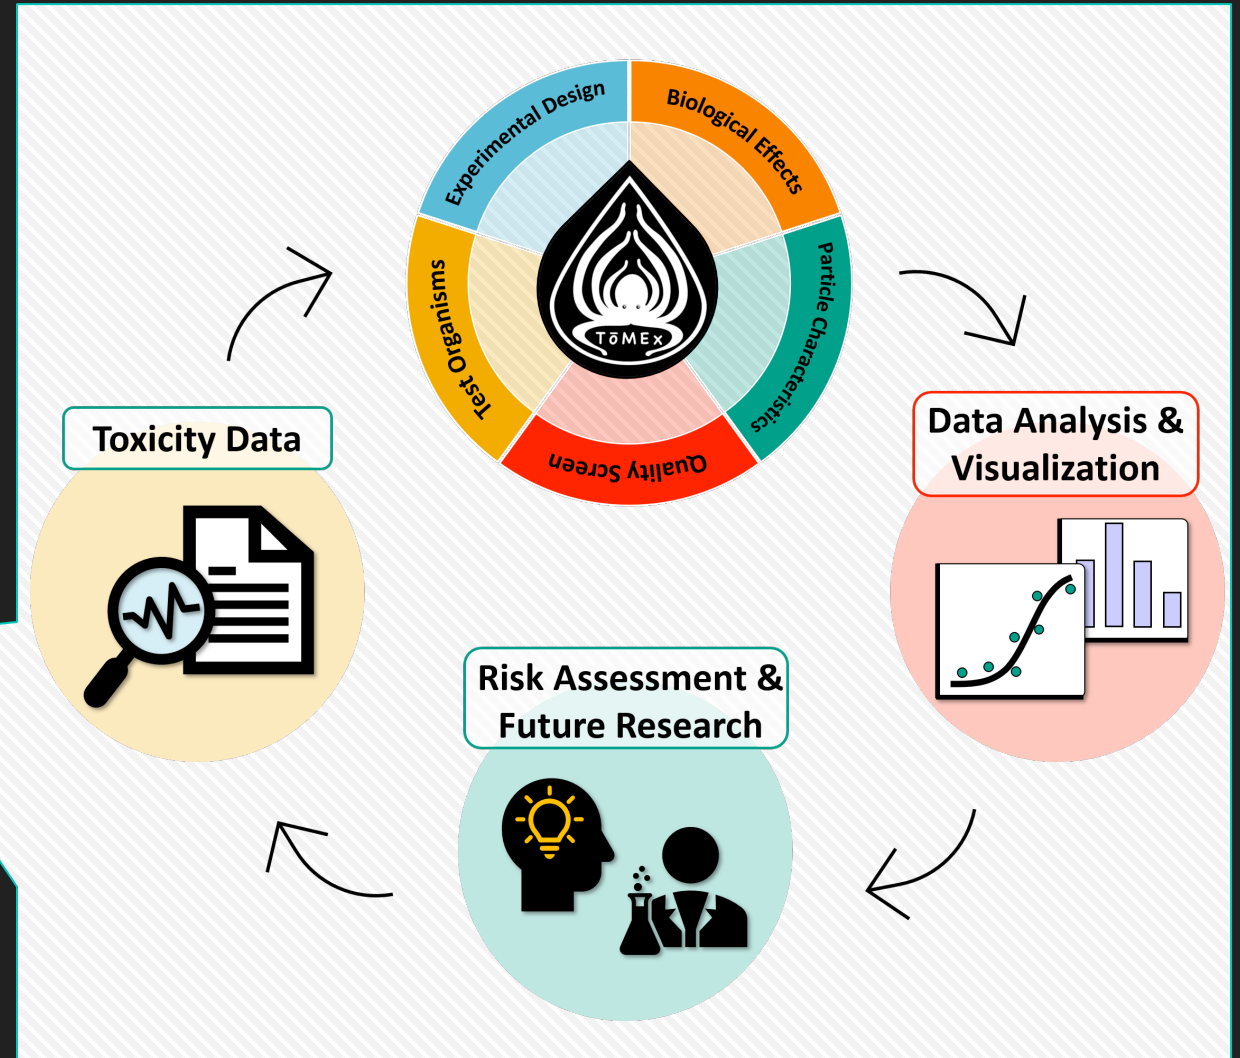 Experimental Design
Biological Effects
Particle Characteristics
Quality Screen
Test Organisms
TōMEx
Toxicity Data
Data Analysis &
Visualization
Risk Assessment &
Future Research